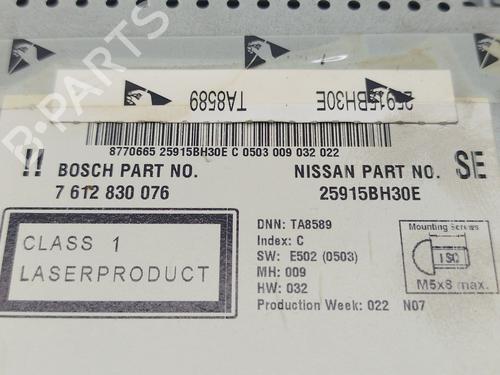 TA8589 25915BH30E
8770665 25915BH30E C 0503 009 032 022
!! BOSCH PART NO. NISSAN PART NO. SE
7 612 830 076 25915BH30E
CLASS 1
LASERPRODUCT
DNN: TA8589
Index: C
SW: E502 (0503)
MH: 009
HW: 032
Production Week: 022 N07
Mounting Screws
ISO
M5x8 max.
B-PARTS
B-PARTS